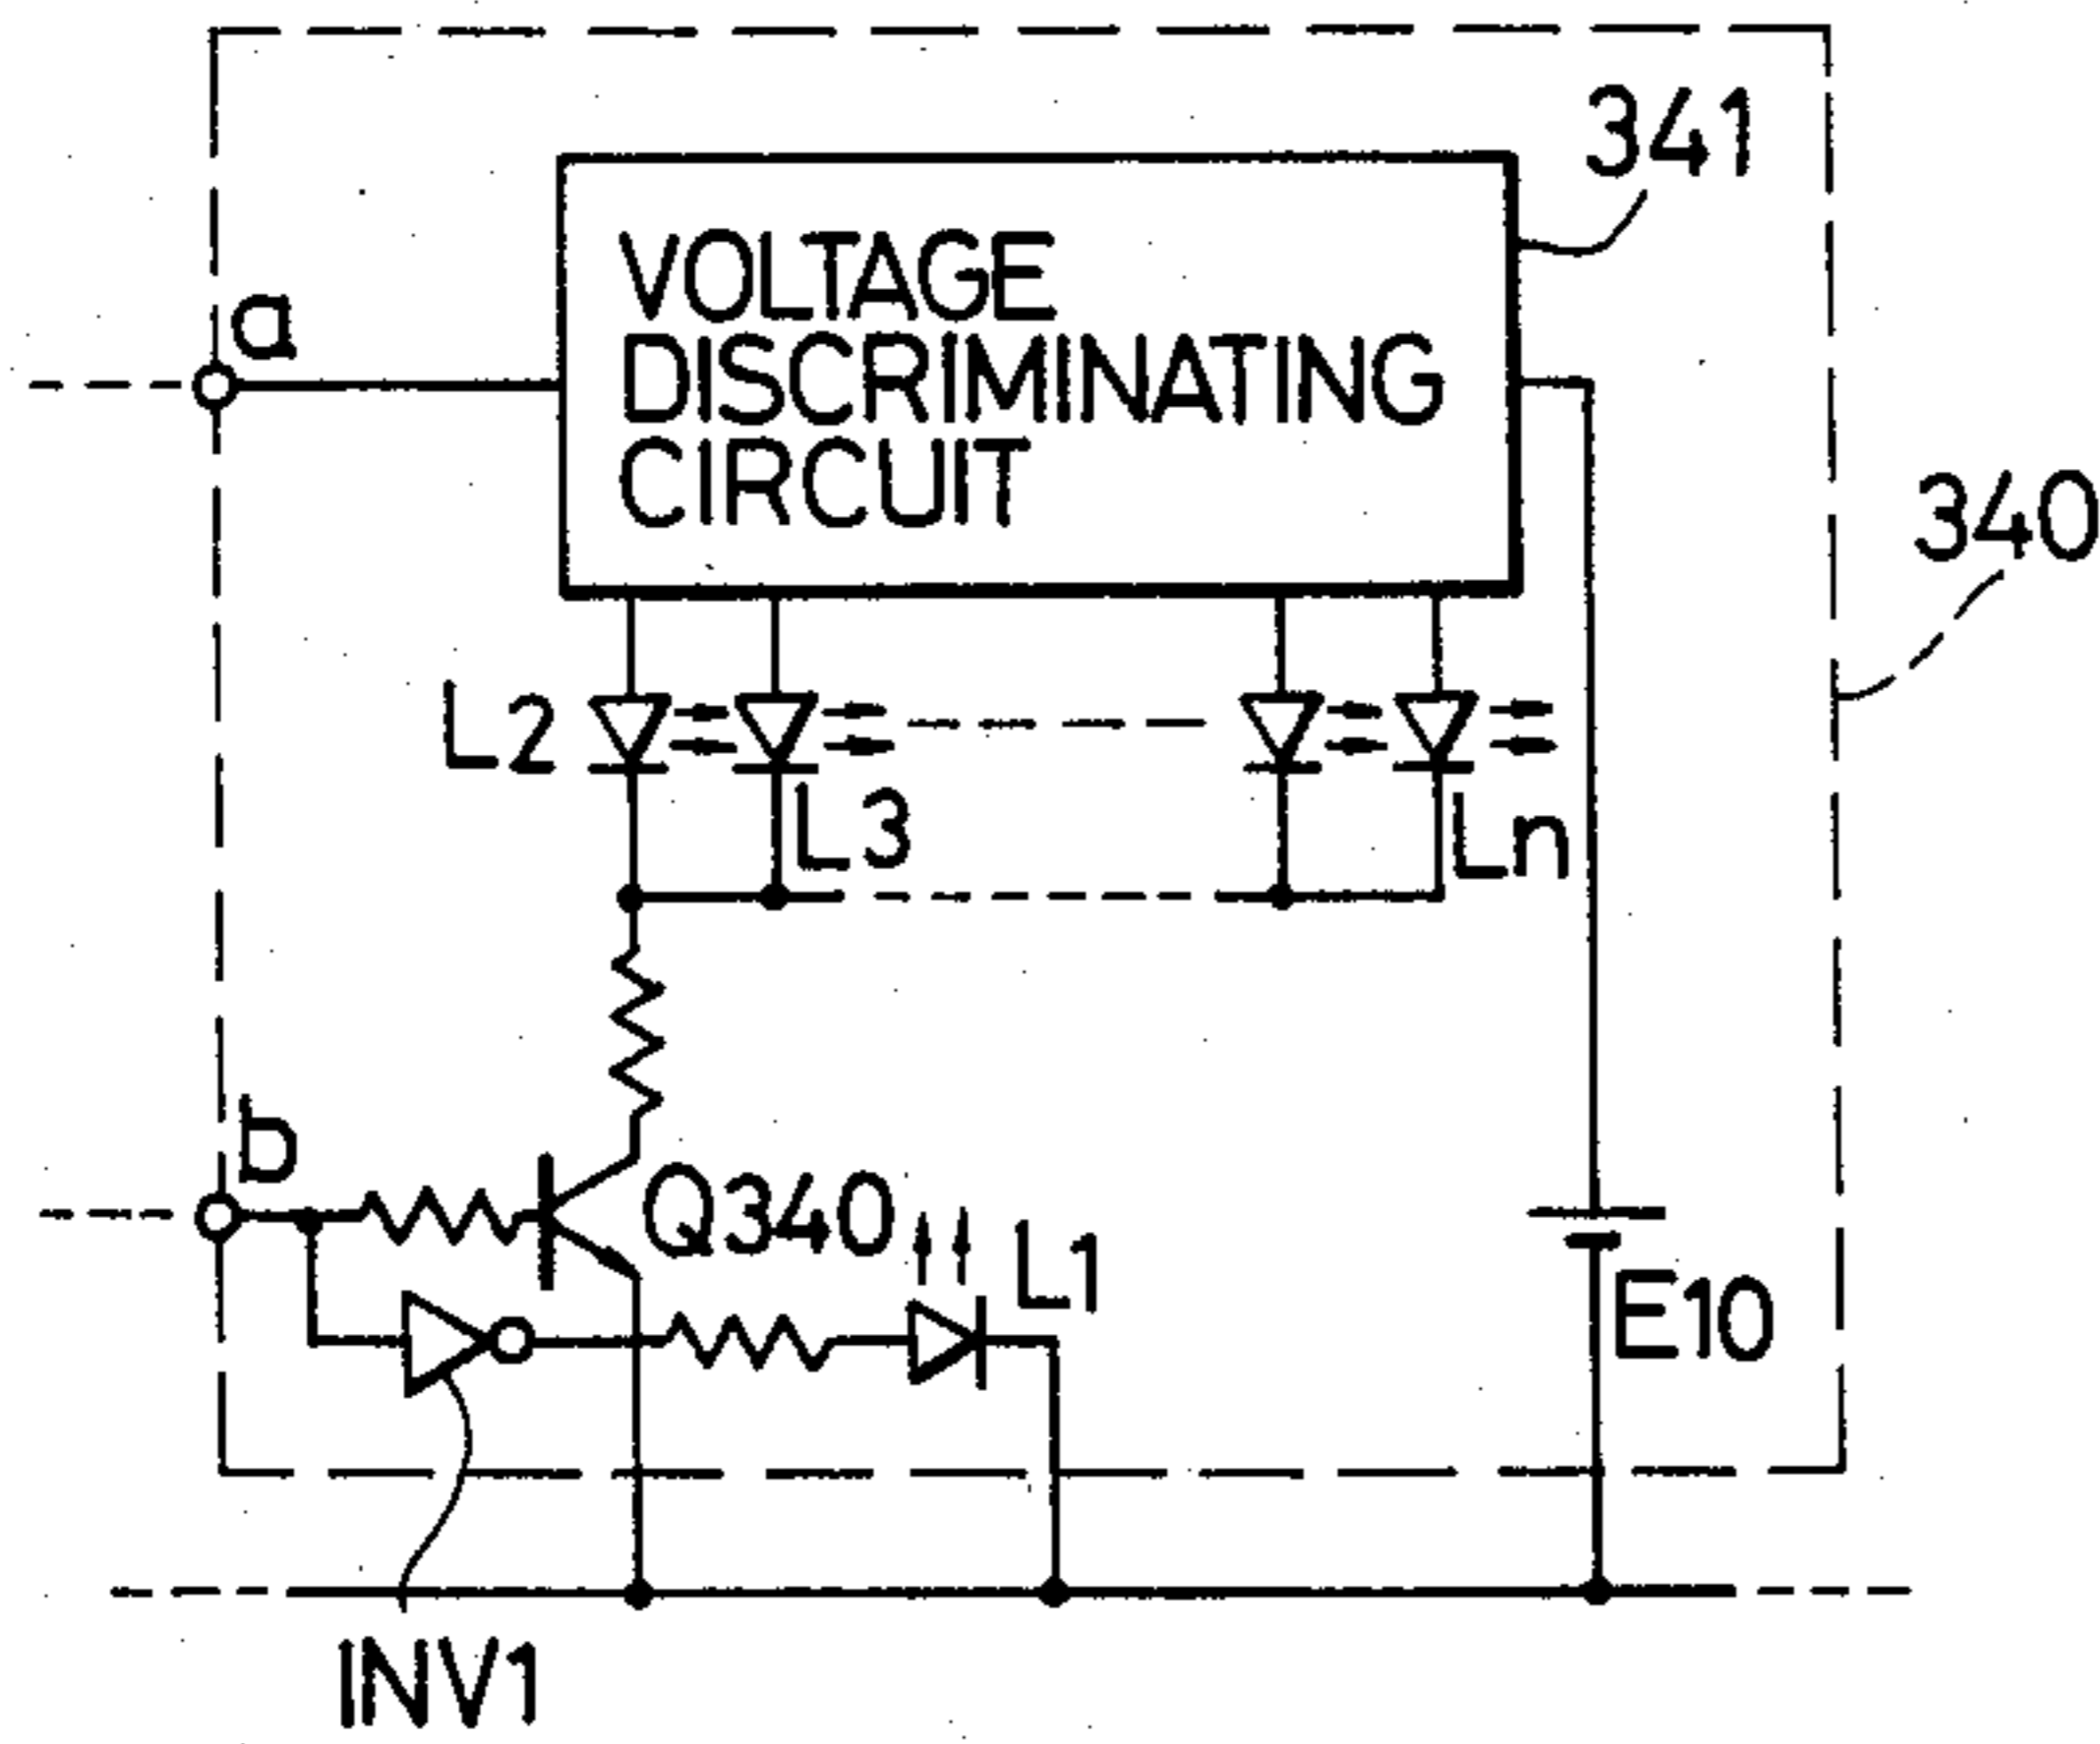 341
a
VOLTAGE
DISCRIMINATING
CIRCUIT
340
L2
L3
Ln
b
Q340
L1
E10
INV1